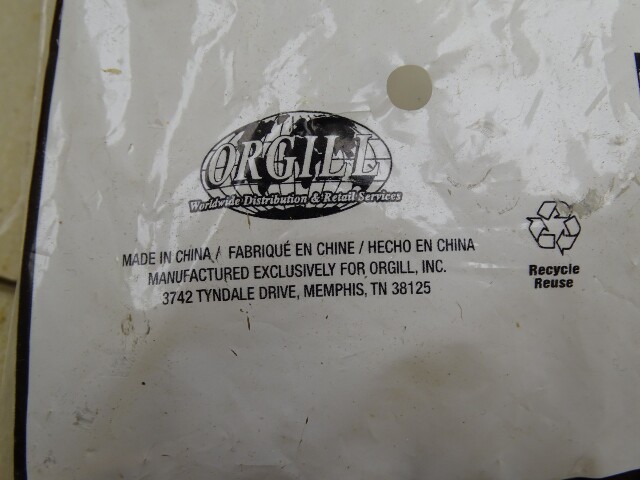 ORGILL
Worldwide Distribution & Retail Services
MADE IN CHINA / FABRIQUÉ EN CHINE / HECHO EN CHINA
MANUFACTURED EXCLUSIVELY FOR ORGILL, INC.
3742 TYNDALE DRIVE, MEMPHIS, TN 38125
Recycle
Reuse